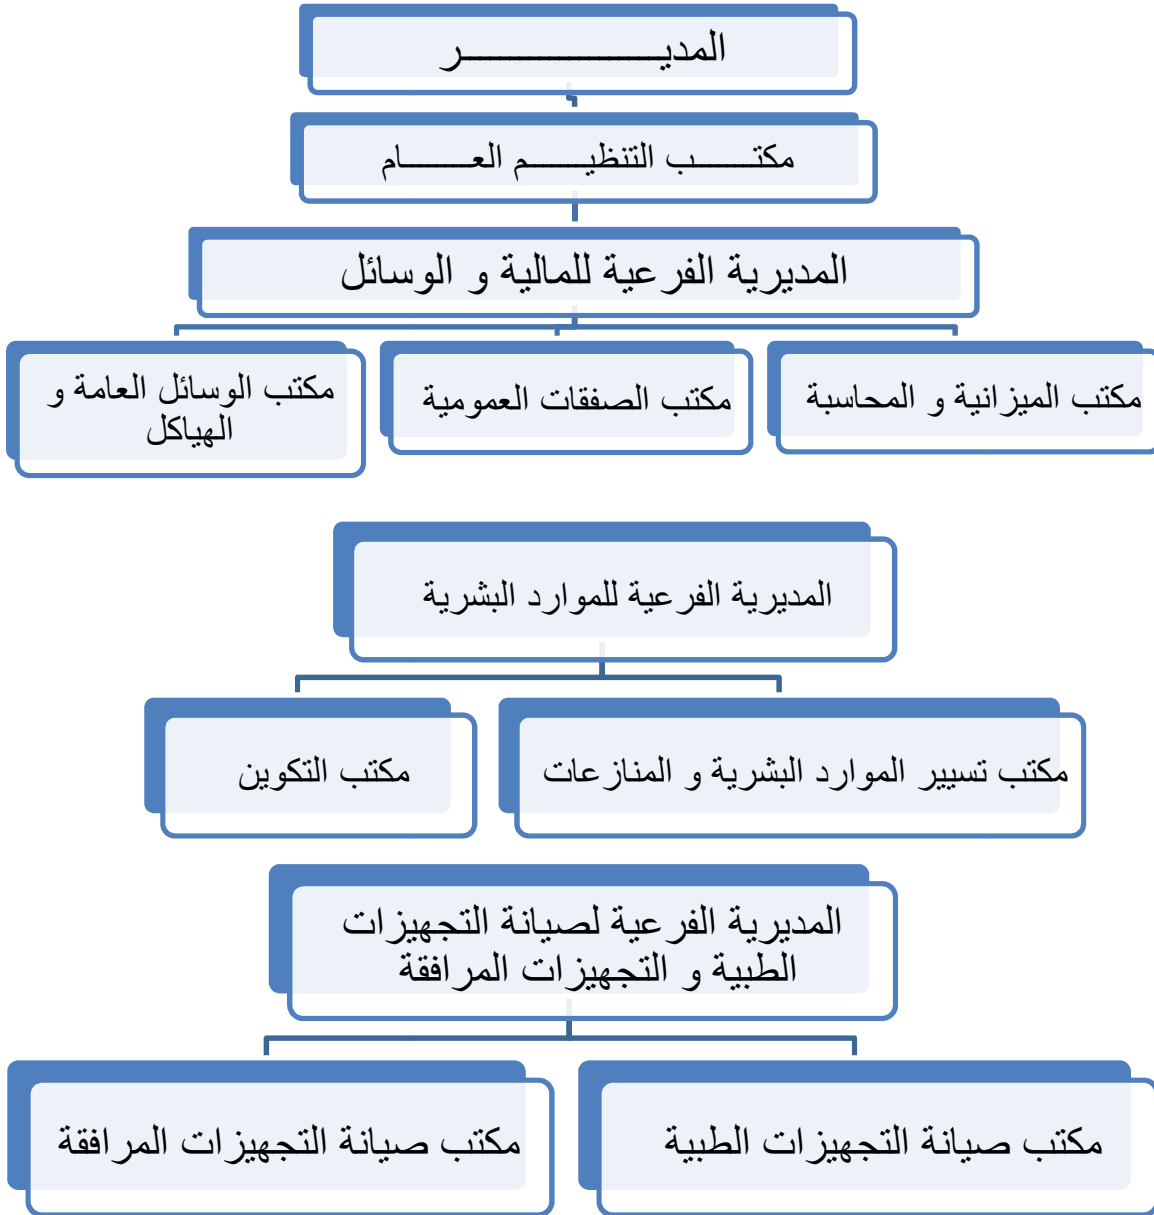 المديـــــــــــــــر
مكتـــــب التنظيـــــم العـــــام
المديرية الفرعية للمالية و الوسائل
مكتب الميزانية و المحاسبة
مكتب الصفقات العمومية
مكتب الوسائل العامة و
الهياكل
المديرية الفرعية للموارد البشرية
مكتب تسيير الموارد البشرية و المنازعات
مكتب التكوين
المديرية الفرعية لصيانة التجهيزات
الطبية و التجهيزات المرافقة
مكتب صيانة التجهيزات الطبية
مكتب صيانة التجهيزات المرافقة